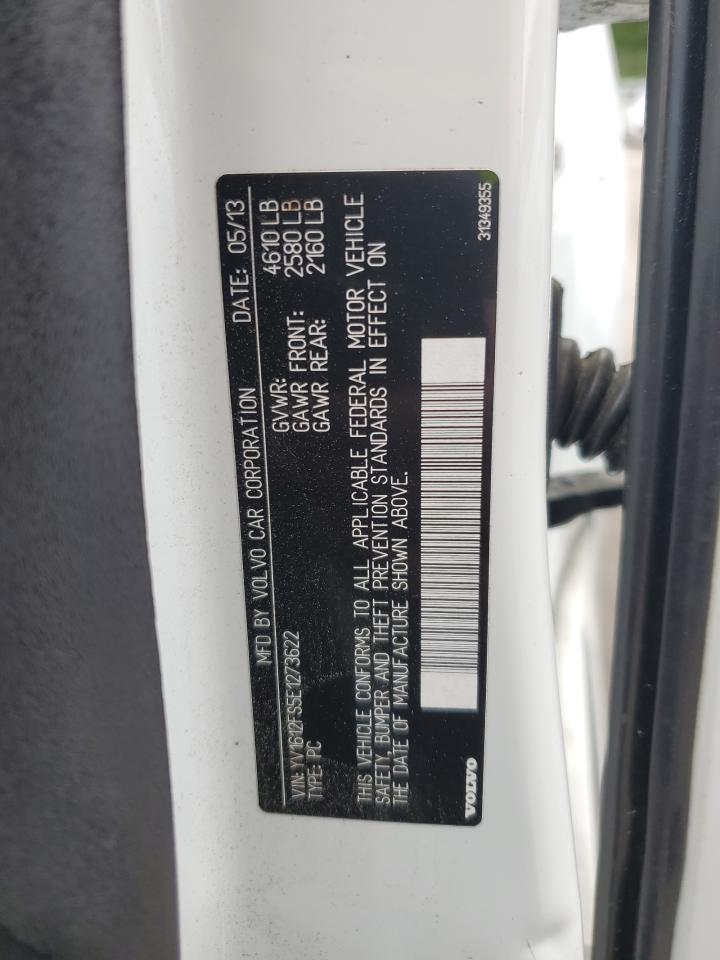 MFD BY VOLVO CAR CORPORATION DATE: 05/13
GVWR: 4610 LB
VIN: YV1612FS5E1273622 GAWR FRONT: 2580 LB
TYPE: PC GAWR REAR: 2160 LB
THIS VEHICLE CONFORMS TO ALL APPLICABLE FEDERAL MOTOR VEHICLE
SAFETY, BUMPER AND THEFT PREVENTION STANDARDS IN EFFECT ON
THE DATE OF MANUFACTURE SHOWN ABOVE.
VOLVO 31349355